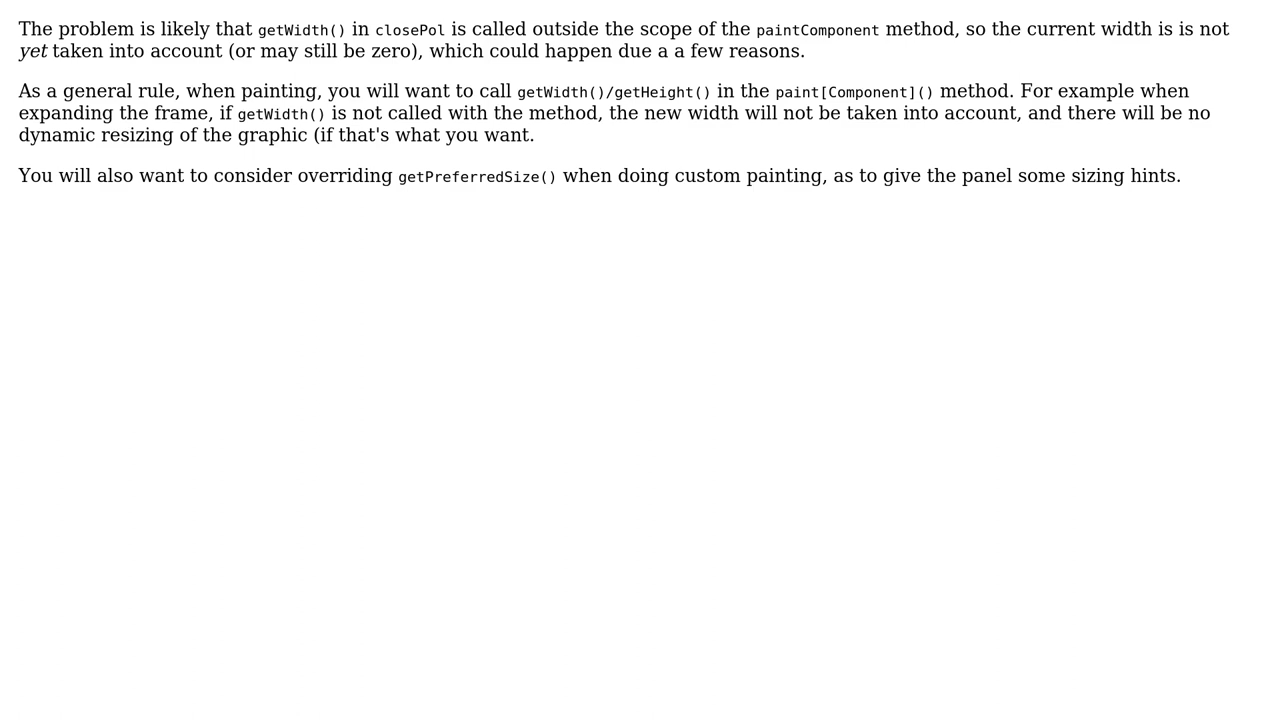 The problem is likely that getWidth() in closePol is called outside the scope of the paintComponent method, so the current width is is not
yet taken into account (or may still be zero), which could happen due a a few reasons.
As a general rule, when painting, you will want to call getWidth()/getHeight() in the paint[Component]() method. For example when
expanding the frame, if getWidth() is not called with the method, the new width will not be taken into account, and there will be no
dynamic resizing of the graphic (if that's what you want.
You will also want to consider overriding getPreferredSize() when doing custom painting, as to give the panel some sizing hints.